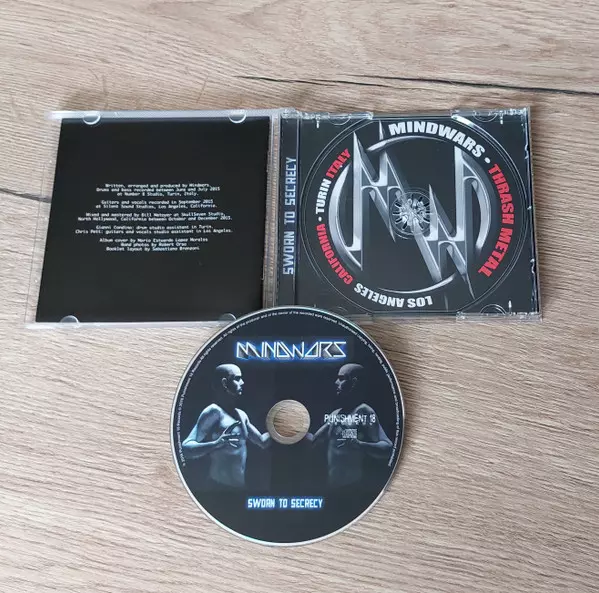 Written, arranged and produced by Mindwars.
Drums and bass recorded between June and July 2015
at Number 8 Studio, Turin, Italy.
Guitars and vocals recorded in September 2015
at Silent Sound Studios, Los Angeles, California.
Mixed and mastered by Bill Metoyer at Skull Seven Studio,
North Hollywood, California between October and December 2015.
Gianni Condina: drum studio assistant in Turin.
Chris Pett: guitars and vocals studio assistant in Los Angeles.
Album cover by Mario Estuardo Lopez Morales
Band photos by Robert Orao
Booklet layout by Sebastiano Bronzon.
SWORN TO SECRECY
MINDWARS • THRASH METAL
LOS ANGELES CALIFORNIA • TURIN ITALY
MINDWARS
PUNISHMENT 18
SWORN TO SECRECY